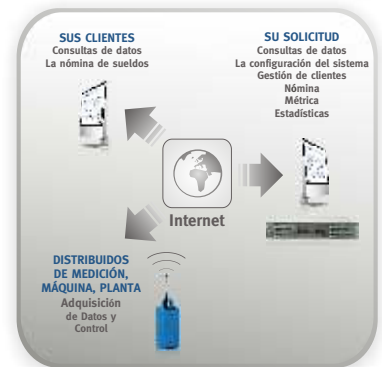 SUS CLIENTES
Consultas de datos
La nómina de sueldos
SU SOLICITUD
Consultas de datos
La configuración del sistema
Gestión de clientes
Nómina
Métrica
Estadísticas
Internet
DISTRIBUIDOS
DE MEDICIÓN,
MÁQUINA, PLANTA
Adquisición
de Datos y
Control